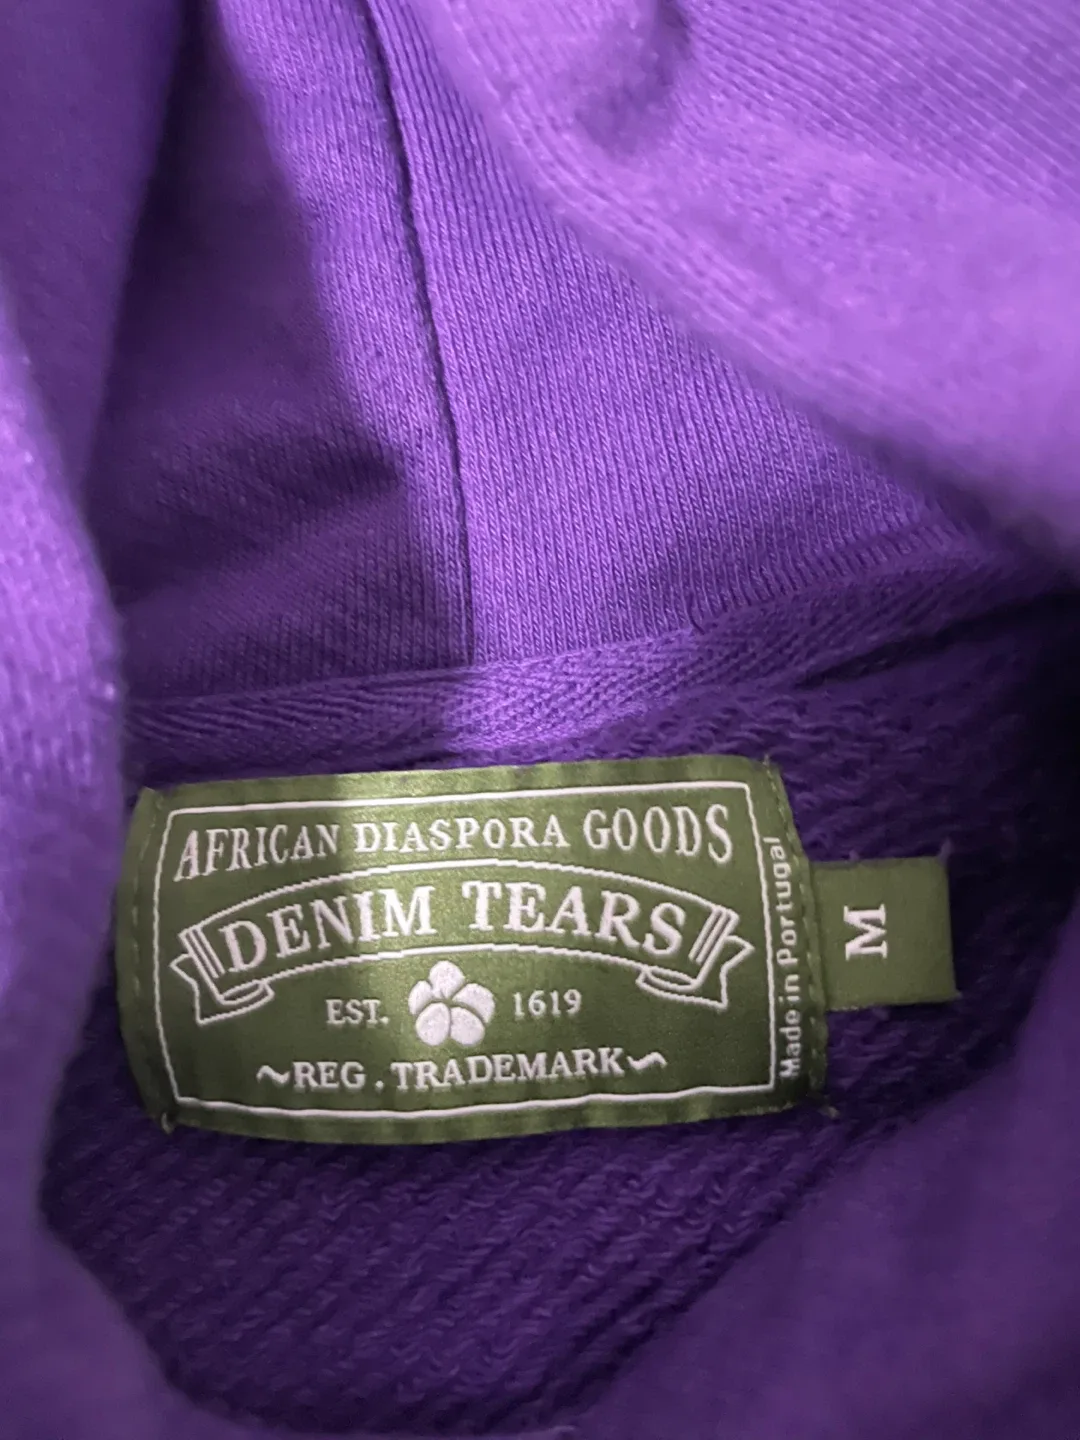 AFRICAN DIASPORA GOODS
DENIM TEARS
EST. 1619
~REG. TRADEMARK~
Made in Portugal
M